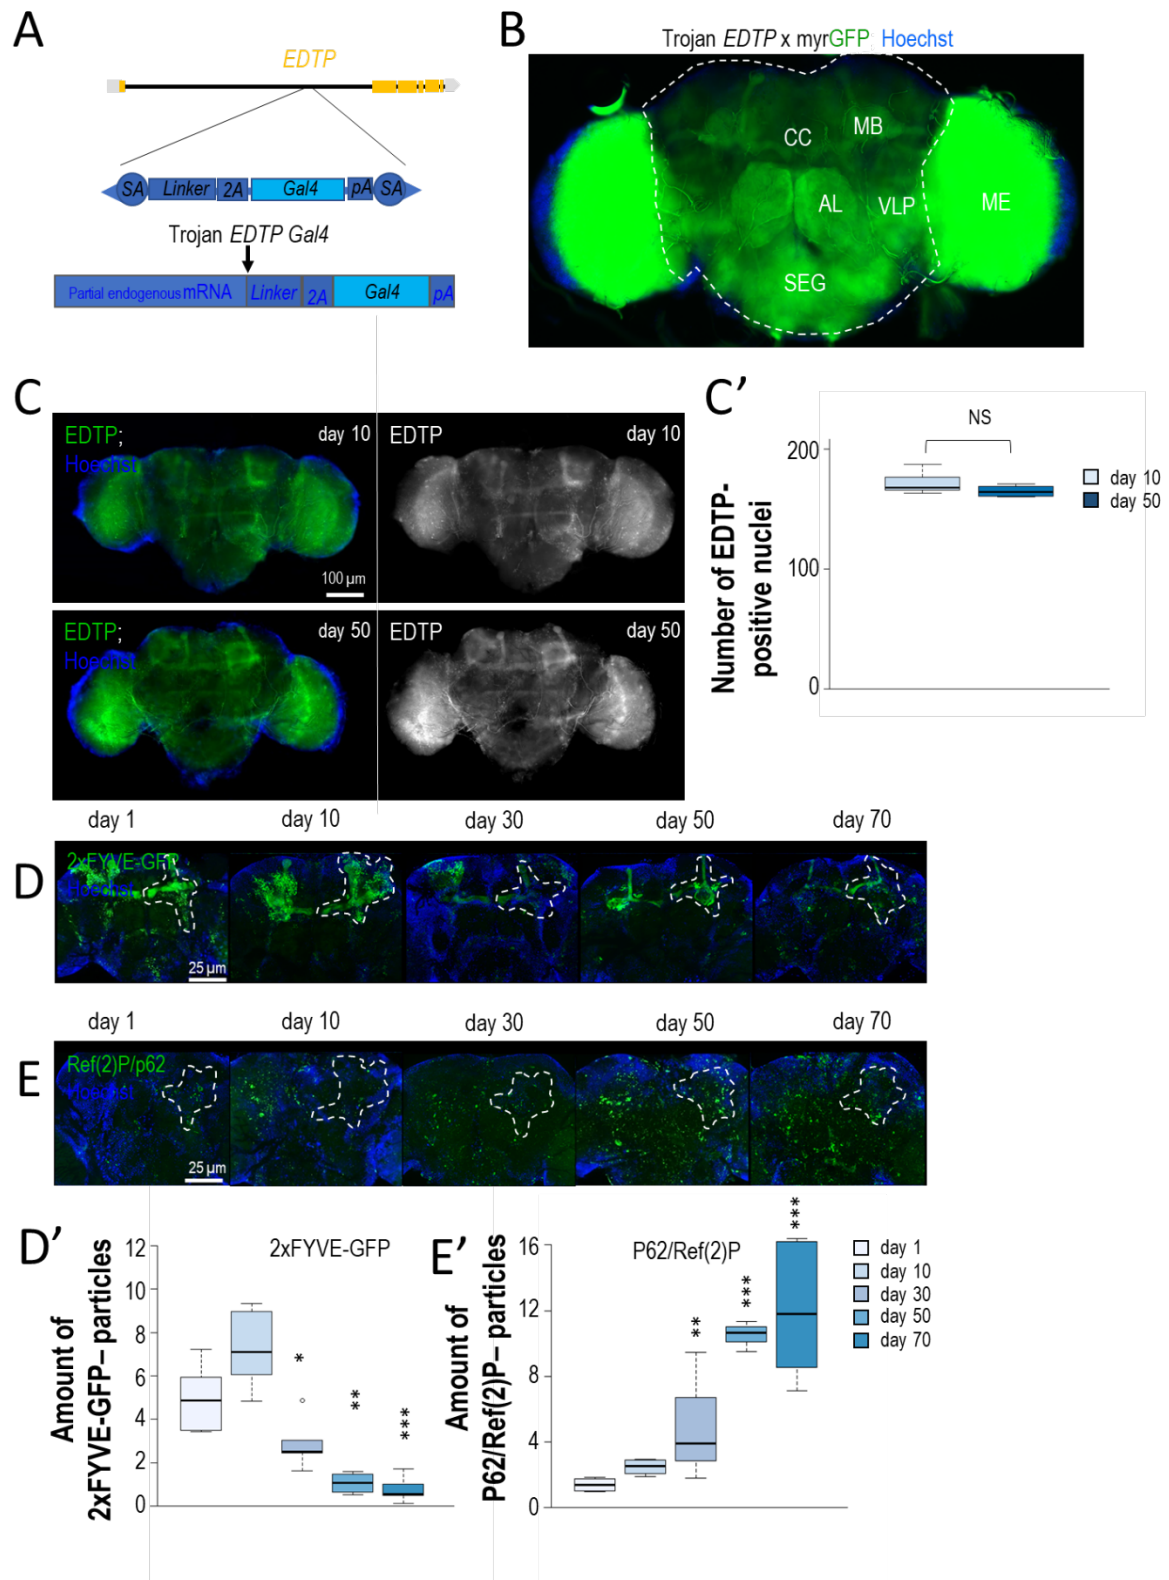 A
EDTP
SA Linker 2A Gal4 pA SA
Trojan EDTP Gal4
Partial endogenous mRNA Linker 2A Gal4 pA
B
Trojan EDTP x myrGFP; Hoechst
CC MB
AL VLP ME
SEG
C
EDTP;
Hoechst
day 10
100 µm
EDTP
day 10
EDTP;
Hoechst
day 50
EDTP
day 50
C'
Number of EDTP-
positive nuclei
200
100
0
NS
day 10
day 50
day 1 day 10 day 30 day 50 day 70
D
2xFYVE-GFP
Hoechst
25 µm
day 1 day 10 day 30 day 50 day 70
E
Ref(2)P/p62
Hoechst
25 µm
D'
Amount of
2xFYVE-GFP– particles
12
10
8
6
4
2
0
2xFYVE-GFP
*
**
***
E'
Amount of
P62/Ref(2)P– particles
16
12
8
4
0
P62/Ref(2)P
**
***
***
day 1
day 10
day 30
day 50
day 70